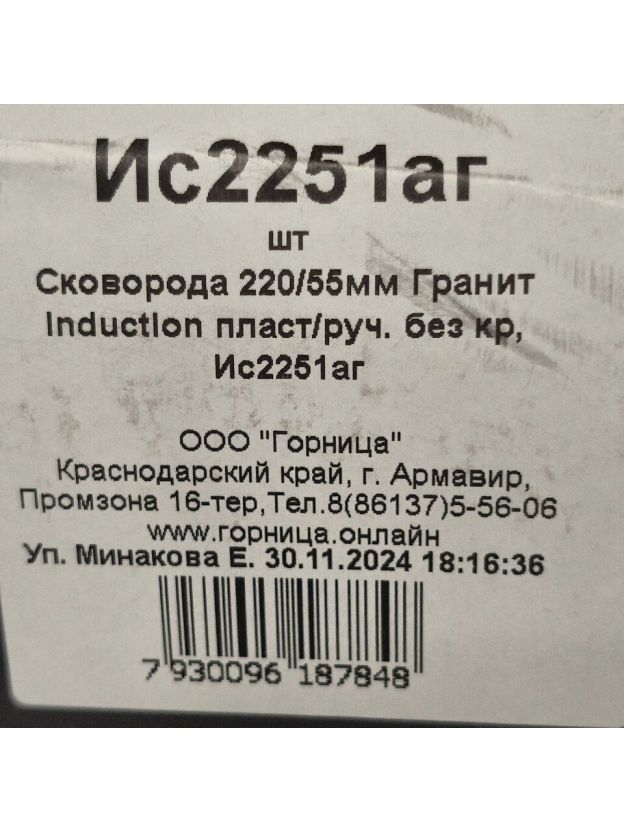 Ис2251аг
шт
Сковорода 220/55мм Гранит
Induction пласт/руч. без кр,
Ис2251аг
ООО "Горница"
Краснодарский край, г. Армавир,
Промзона 16-тер,Тел.8(86137)5-56-06
www.горница.онлайн
Уп. Минакова Е. 30.11.2024 18:16:36
7 930096 187848